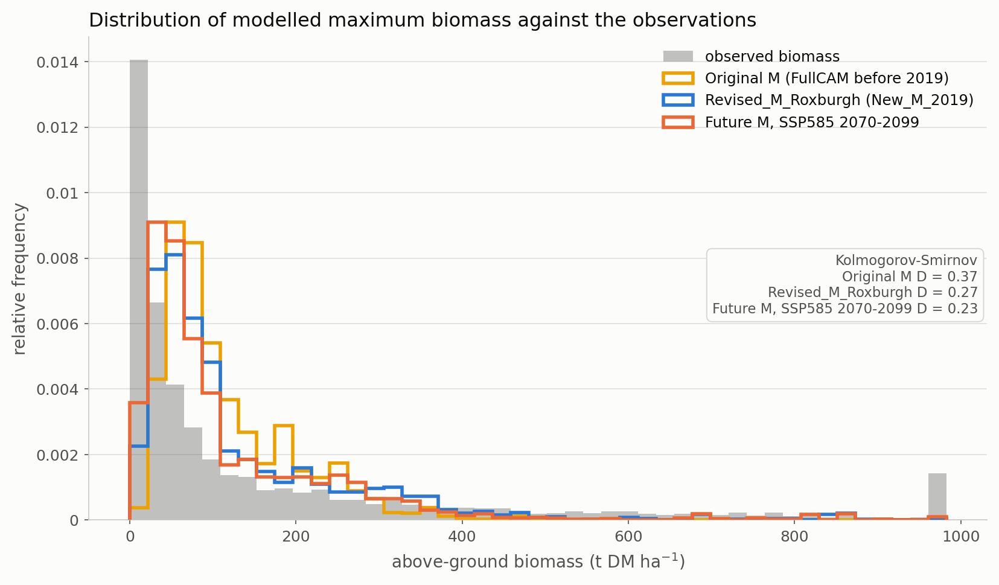 Distribution of modelled maximum biomass against the observations
observed biomass
Original M (FullCAM before 2019)
Revised_M_Roxburgh (New_M_2019)
Future M, SSP585 2070-2099
Kolmogorov-Smirnov
Original M D = 0.37
Revised_M_Roxburgh D = 0.27
Future M, SSP585 2070-2099 D = 0.23
relative frequency
0.014
0.012
0.01
0.008
0.006
0.004
0.002
0
0 200 400 600 800 1000
above-ground biomass (t DM ha⁻¹)